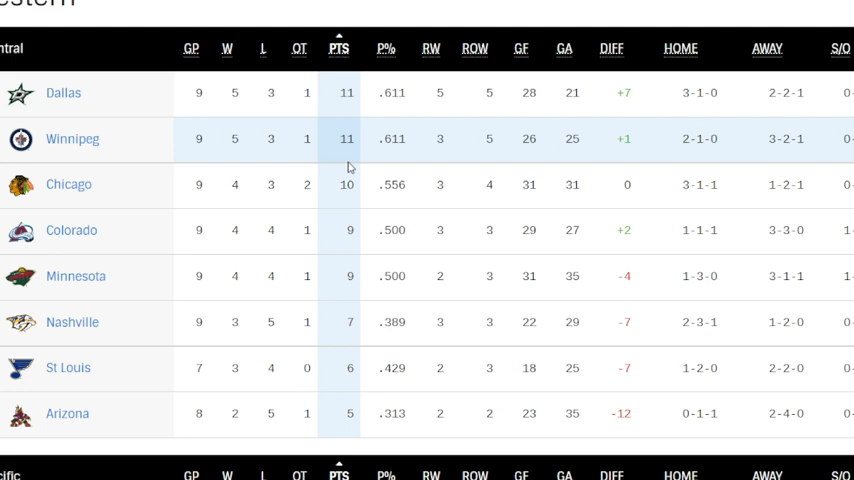 estern
ntral GP W L OT PTS P% RW ROW GF GA DIFF HOME AWAY S/O
Dallas 9 5 3 1 11 .611 5 5 28 21 +7 3-1-0 2-2-1 0-
Winnipeg 9 5 3 1 11 .611 3 5 26 25 +1 2-1-0 3-2-1 0-
Chicago 9 4 3 2 10 .556 3 4 31 31 0 3-1-1 1-2-1 0-
Colorado 9 4 4 1 9 .500 3 3 29 27 +2 1-1-1 3-3-0 1-
Minnesota 9 4 4 1 9 .500 2 3 31 35 -4 1-3-0 3-1-1 1-
Nashville 9 3 5 1 7 .389 3 3 22 29 -7 2-3-1 1-2-0 0-
St Louis 7 3 4 0 6 .429 2 3 18 25 -7 1-2-0 2-2-0 0-
Arizona 8 2 5 1 5 .313 2 2 23 35 -12 0-1-1 2-4-0 0-
cific GP W L OT PTS P% RW ROW GF GA DIFF HOME AWAY S/O